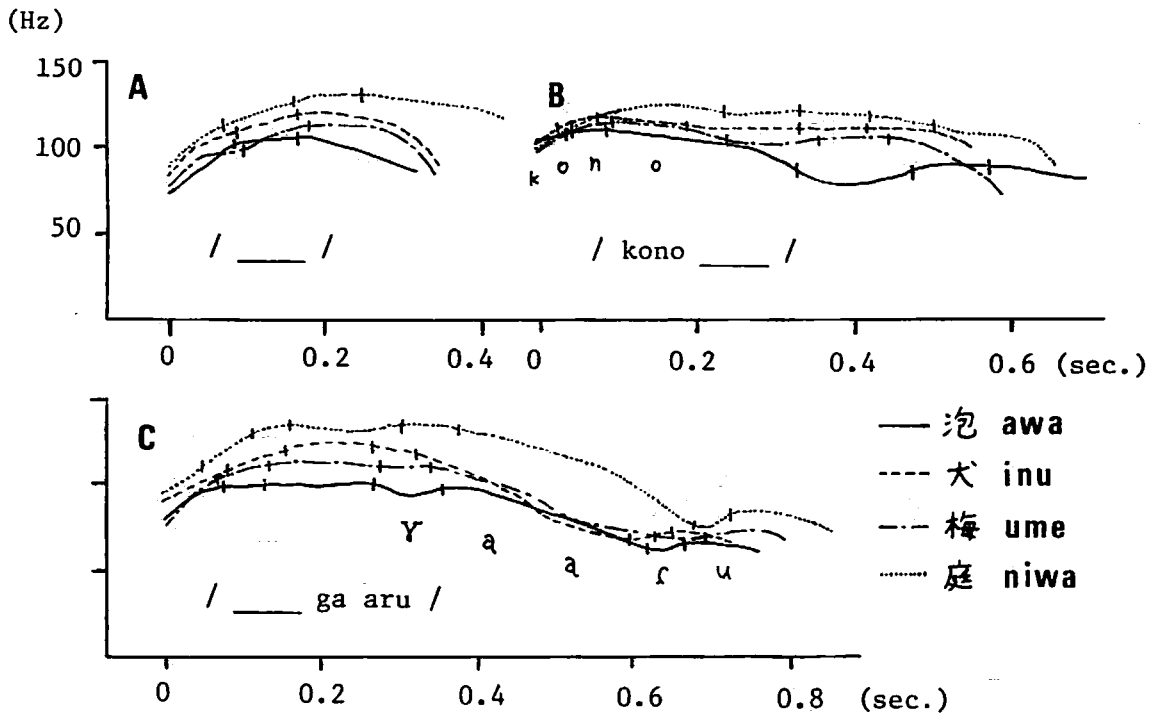 (Hz)
150
100
50
A
/ ____ /
0 0.2 0.4
B
k o n o
/ kono ____ /
0 0.2 0.4 0.6 (sec.)
C
ɣ a a ɾ u
/ ____ ga aru /
0 0.2 0.4 0.6 0.8 (sec.)
泡 awa
犬 inu
梅 ume
庭 niwa